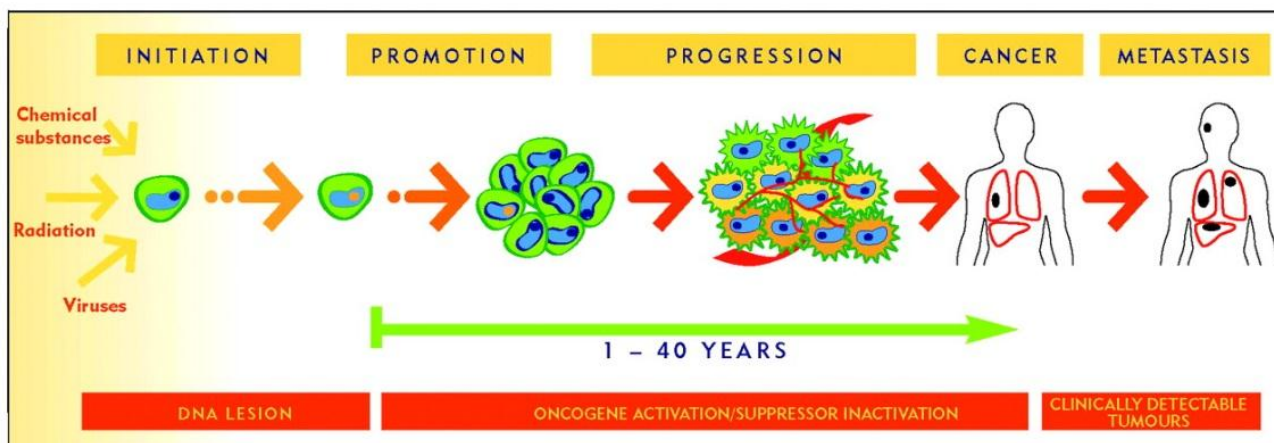 INITIATION
PROMOTION
PROGRESSION
CANCER
METASTASIS
Chemical
substances
Radiation
Viruses
1 – 40 YEARS
DNA LESION
ONCOGENE ACTIVATION/SUPPRESSOR INACTIVATION
CLINICALLY DETECTABLE
TUMOURS